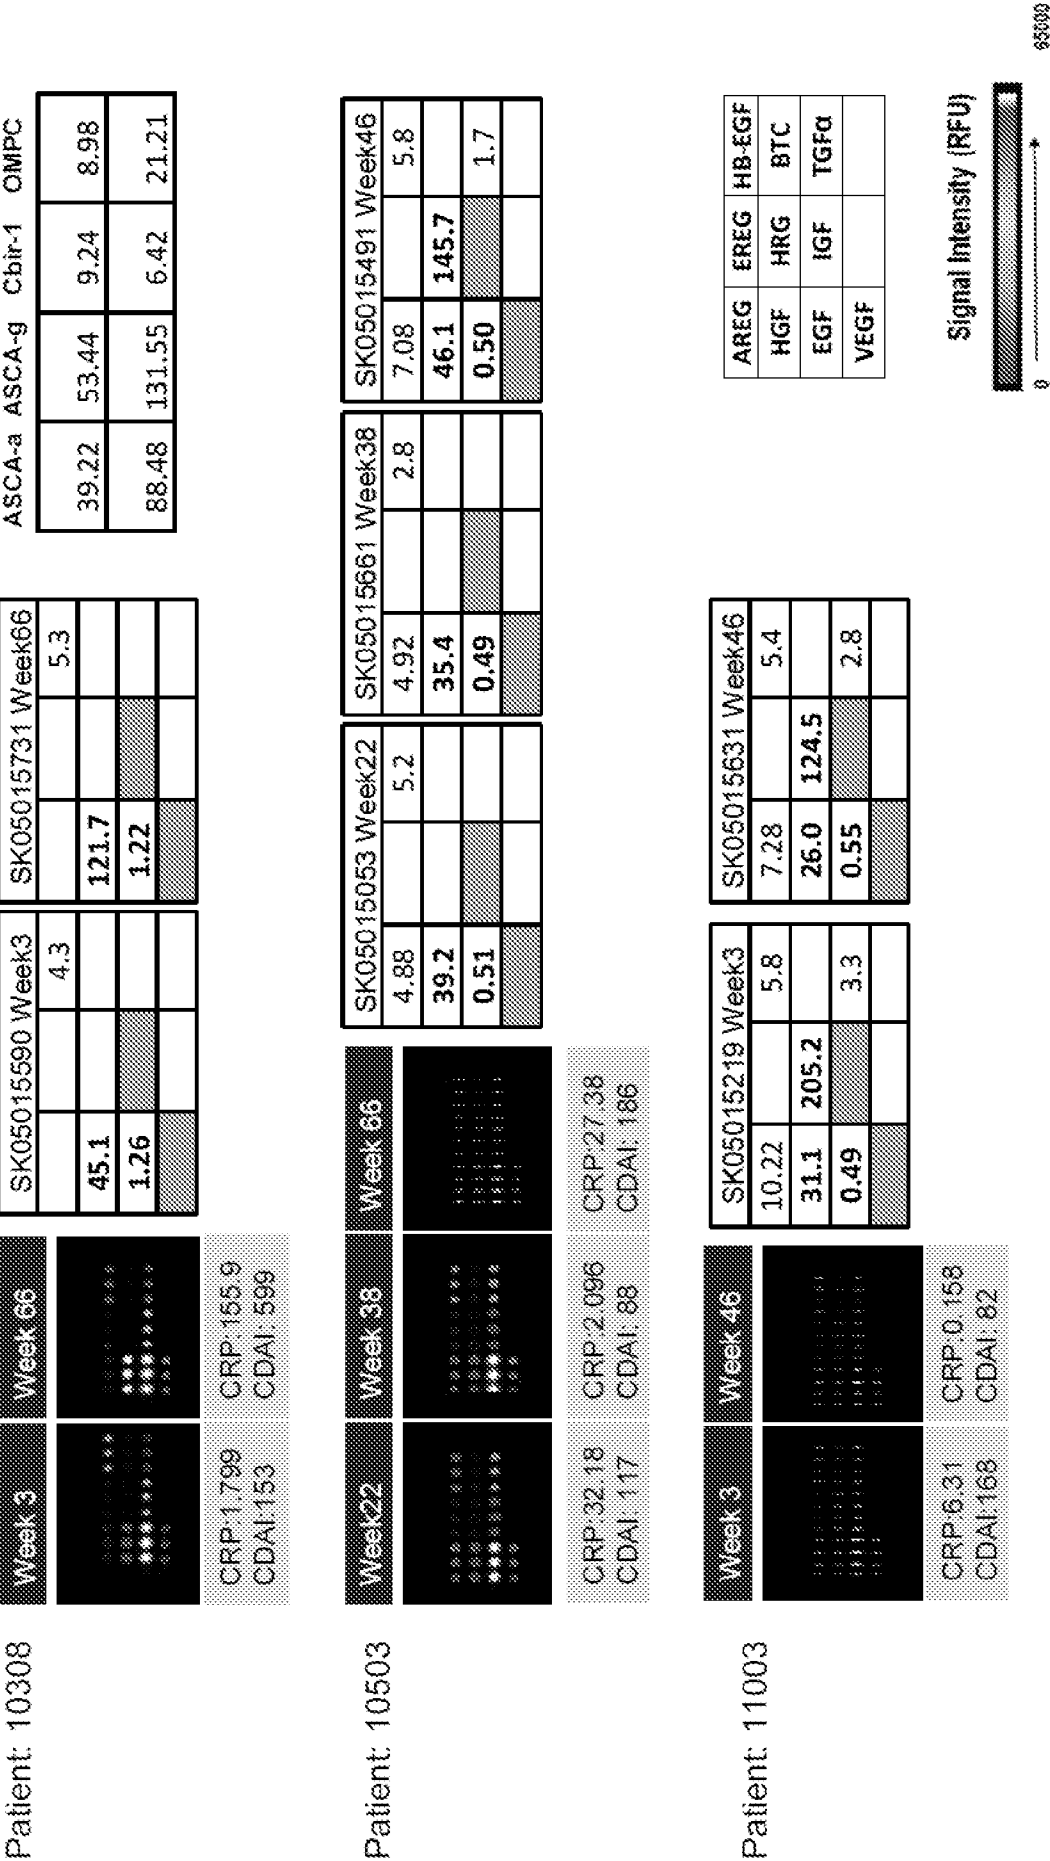 Patient: 10308
Week 3
Week 66
CRP:1.799
CDAI153
CRP:155.9
CDAI: 599
SK05015590 Week3
4.3
45.1
1.26
SK05015731 Week66
5.3
121.7
1.22
ASCA-a ASCA-g Cbir-1 OMPC
39.22 53.44 9.24 8.98
88.48 131.55 6.42 21.21
Patient: 10503
Week22
Week 38
Week 66
CRP:32.18
CDAI:117
CRP:2.096
CDAI: 88
CRP:27.38
CDAI: 186
SK05015053 Week22
4.88 5.2
39.2
0.51
SK05015661 Week38
4.92 2.8
35.4
0.49
SK05015491 Week46
7.08 5.8
46.1 145.7
0.50 1.7
Patient: 11003
Week 3
Week 46
CRP:6.31
CDAI:168
CRP:0.158
CDAI: 82
SK05015219 Week3
10.22 5.8
31.1 205.2
0.49 3.3
SK05015631 Week46
7.28 5.4
26.0 124.5
0.55 2.8
AREG EREG HB-EGF
HGF HRG BTC
EGF IGF TGFα
VEGF
Signal Intensity (RFU)
0 65000